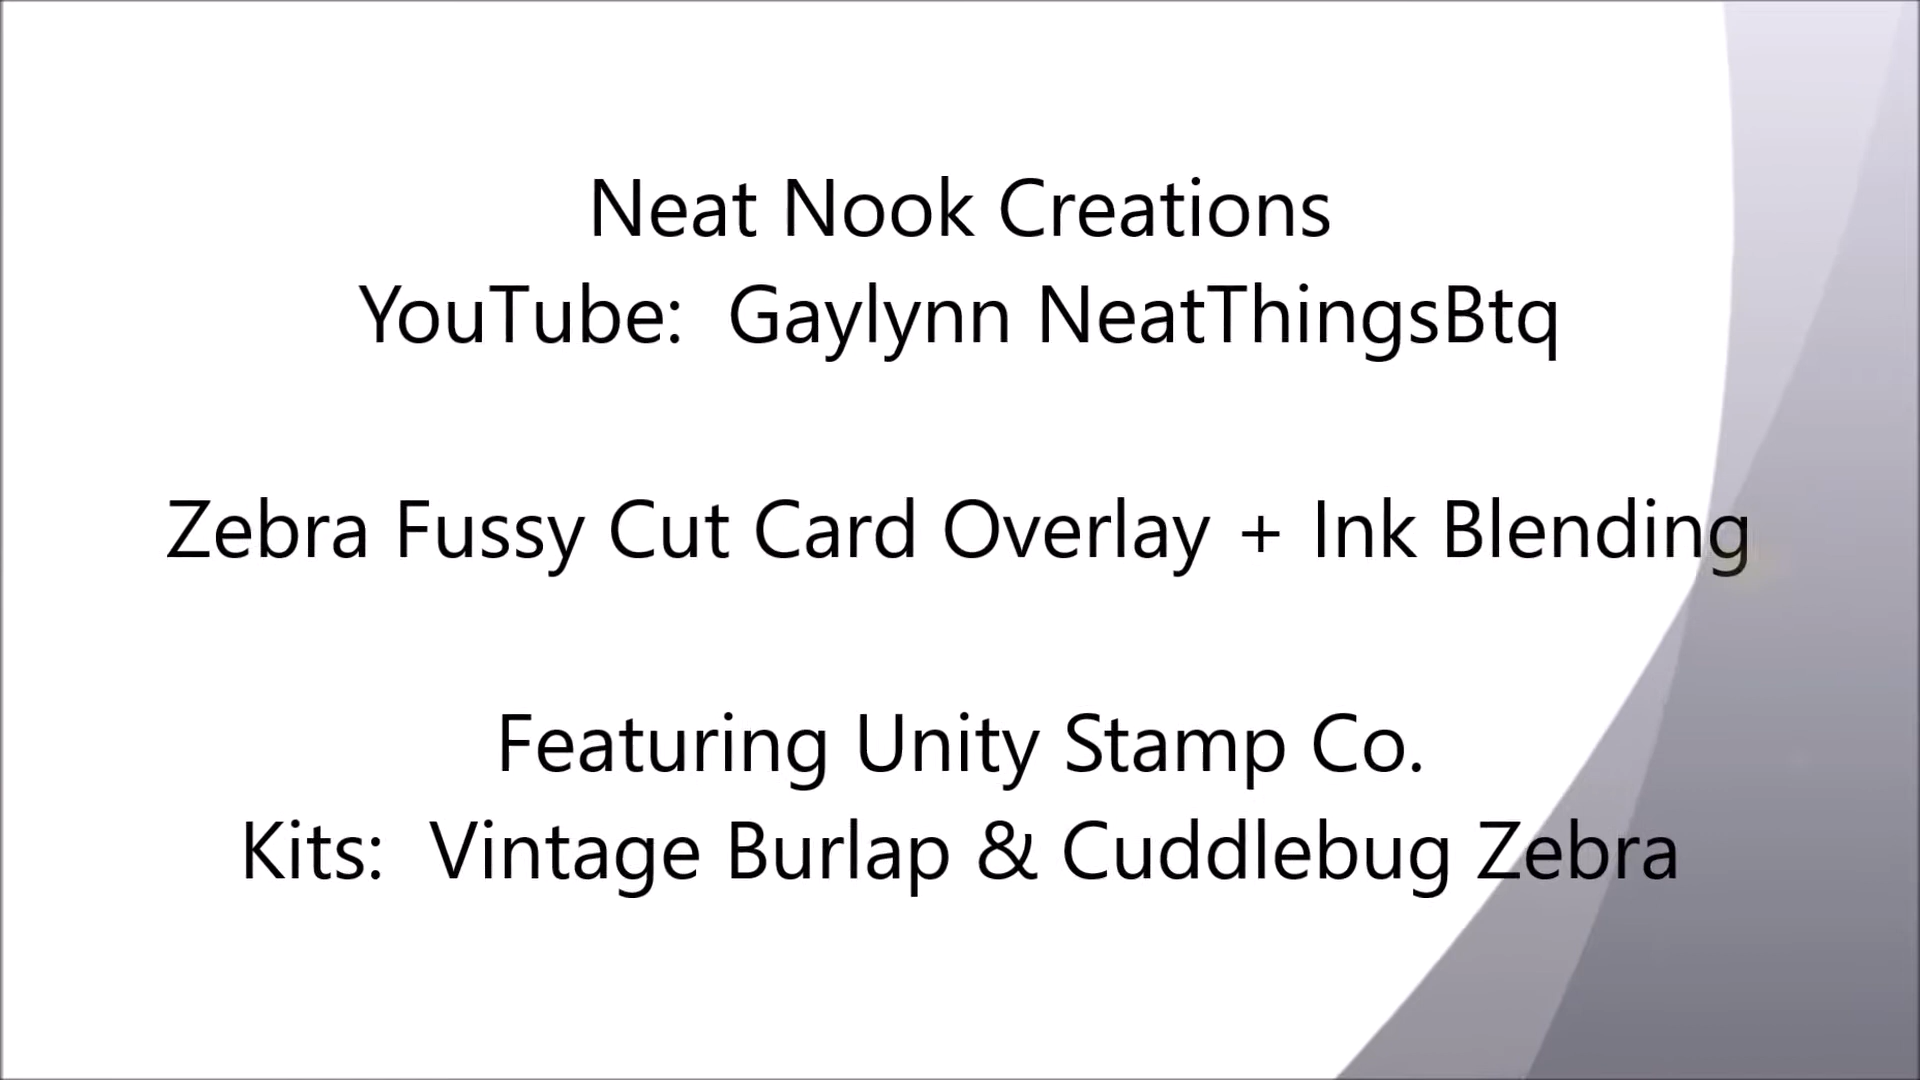 Neat Nook Creations
YouTube:  Gaylynn NeatThingsBtq
Zebra Fussy Cut Card Overlay + Ink Blending
Featuring Unity Stamp Co.
Kits:  Vintage Burlap & Cuddlebug Zebra